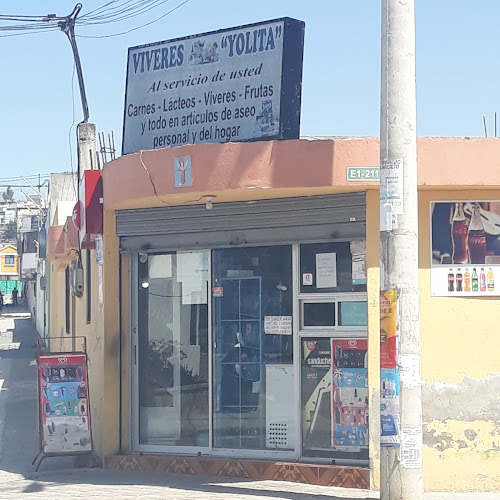 VIVERES "YOLITA"
Al servicio de usted
Carnes - Lácteos - Víveres - Frutas
y todo en artículos de aseo
personal y del hogar
E1-211
sanduches